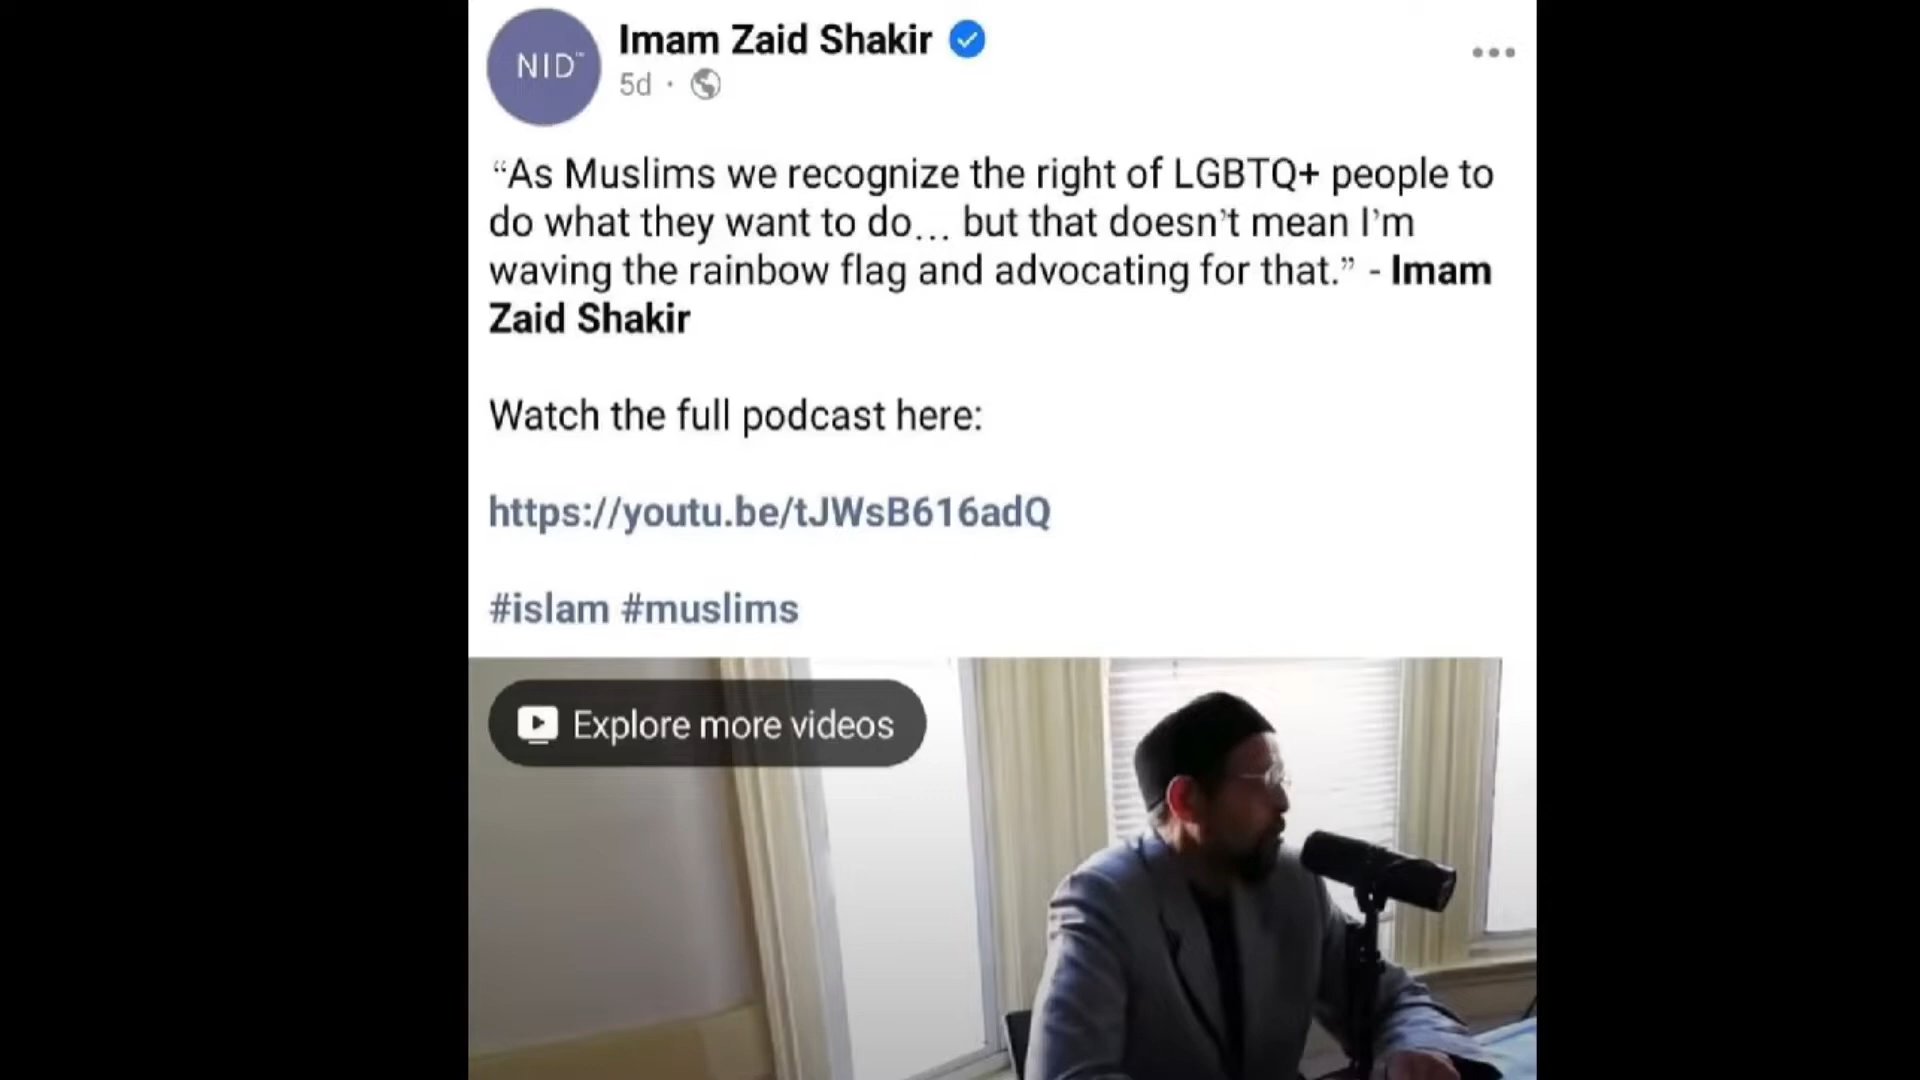 NID™
Imam Zaid Shakir
5d ·
“As Muslims we recognize the right of LGBTQ+ people to
do what they want to do... but that doesn’t mean I’m
waving the rainbow flag and advocating for that.” - Imam
Zaid Shakir
Watch the full podcast here:
https://youtu.be/tJWsB616adQ
#islam #muslims
Explore more videos